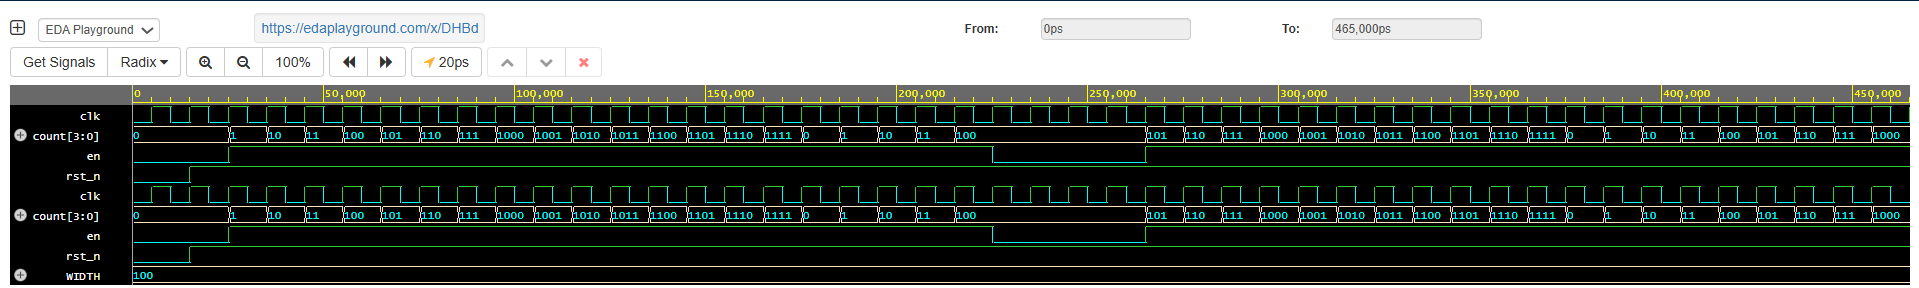 EDA Playground https://edaplayground.com/x/DHBd From: 0ps To: 465,000ps
Get Signals Radix 100% 20ps
0 50,000 100,000 150,000 200,000 250,000 300,000 350,000 400,000 450,000
clk
count[3:0] 0 1 10 11 100 101 110 111 1000 1001 1010 1011 1100 1101 1110 1111 0 1 10 11 100 101 110 111 1000 1001 1010 1011 1100 1101 1110 1111 0 1 10 11 100 101 110 111 1000
en
rst_n
clk
count[3:0] 0 1 10 11 100 101 110 111 1000 1001 1010 1011 1100 1101 1110 1111 0 1 10 11 100 101 110 111 1000 1001 1010 1011 1100 1101 1110 1111 0 1 10 11 100 101 110 111 1000
en
rst_n
WIDTH 100